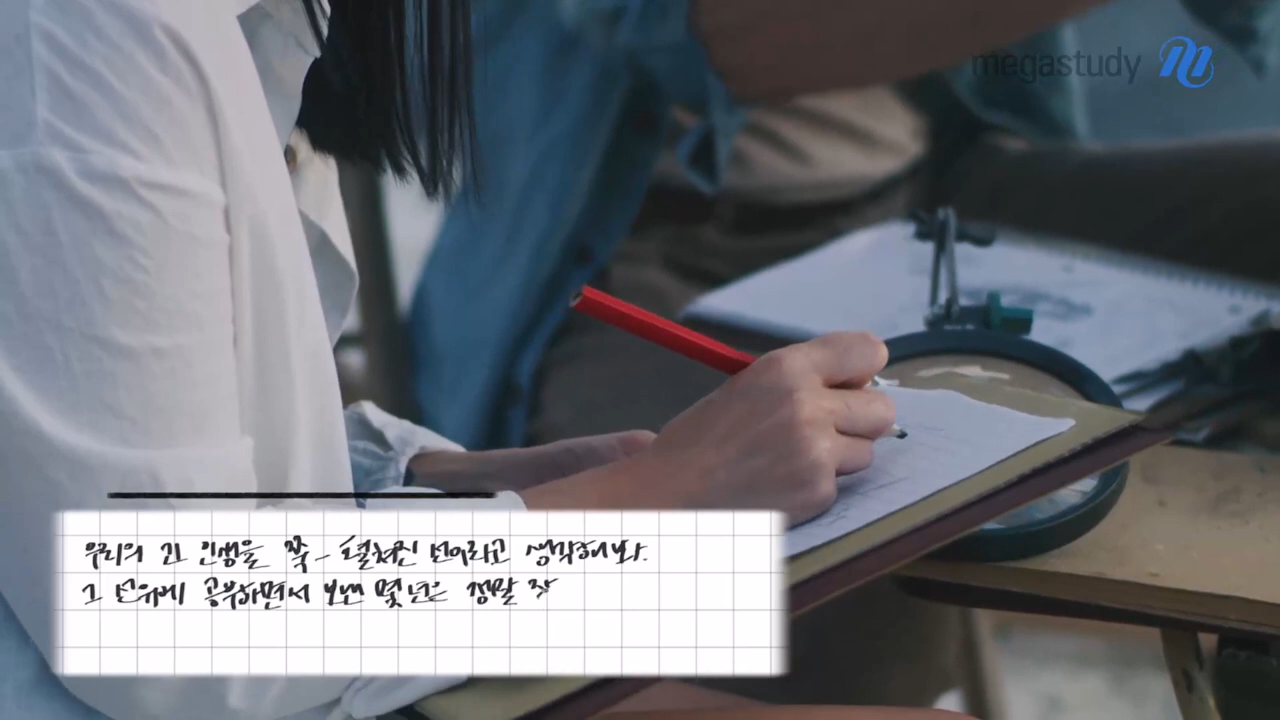 megastudy
우리의 긴 인생을 쭉- 펼쳐진 선이라고 생각해 봐.
그 선위에 공부하면서 보낸 몇 년은 정말 작